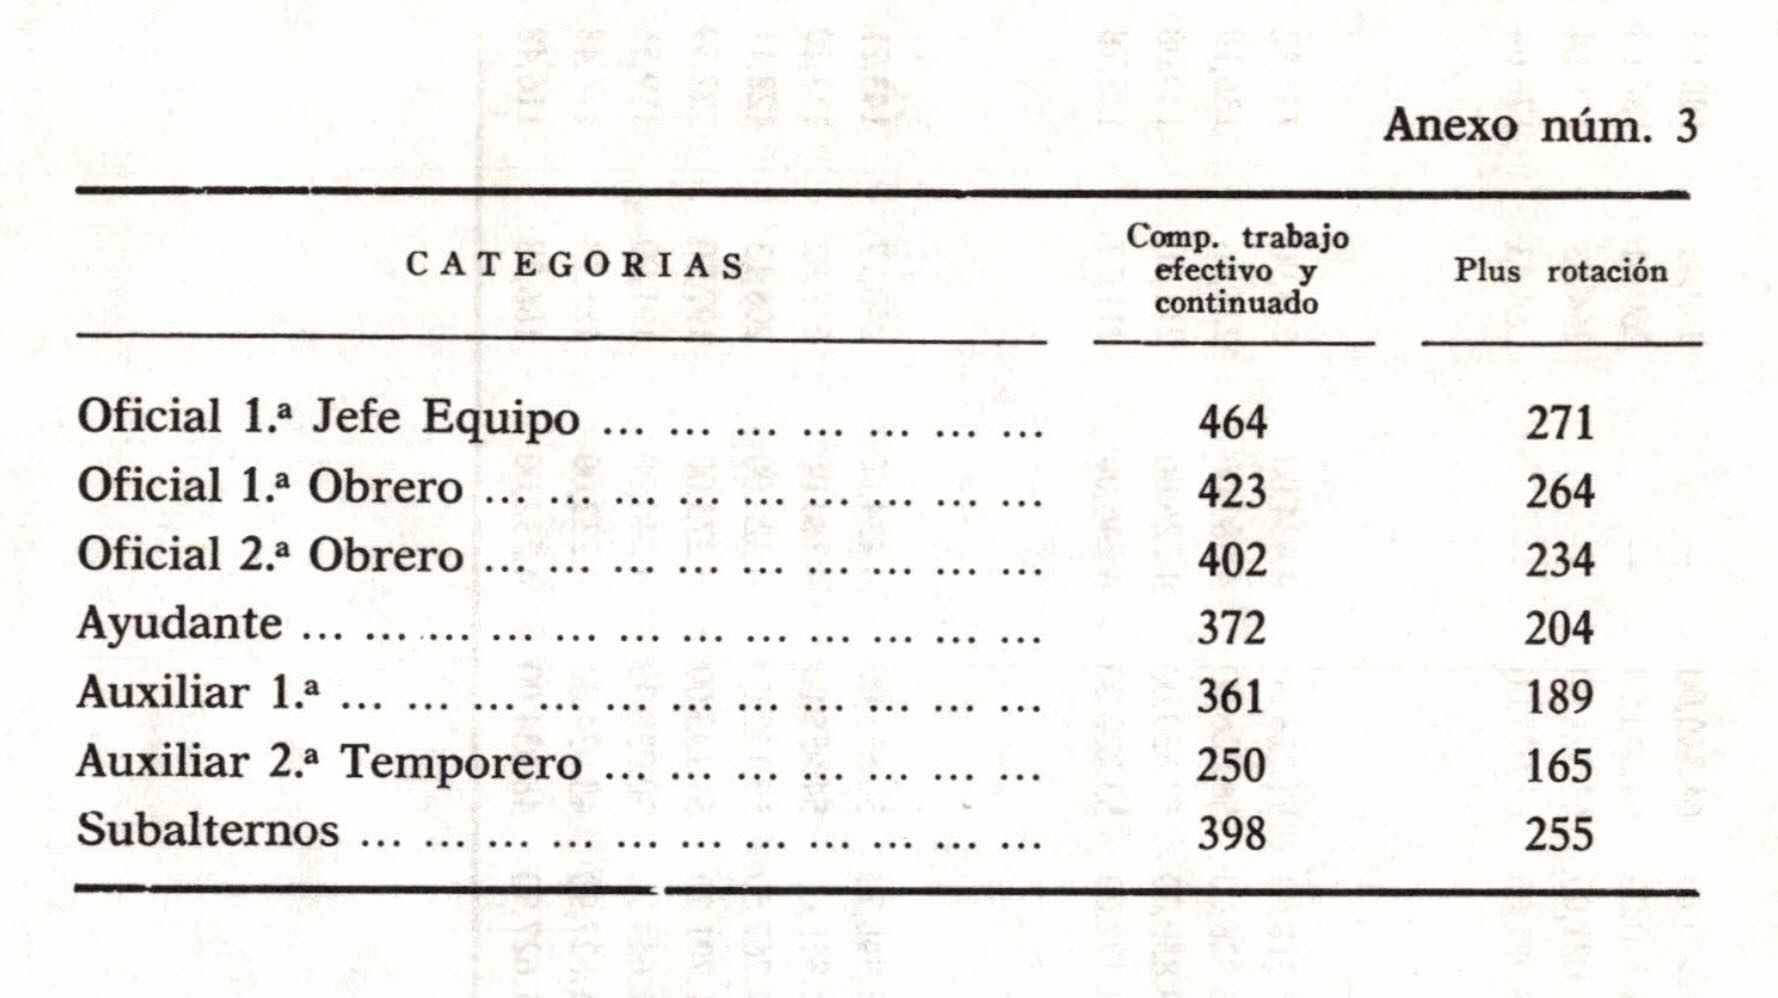 Anexo núm. 3
CATEGORIAS
Comp. trabajo
efectivo y
continuado
Plus rotación
Oficial 1.ª Jefe Equipo ... ... ... ... ... ... ... 464 271
Oficial 1.ª Obrero ... ... ... ... ... ... ... ... ... 423 264
Oficial 2.ª Obrero ... ... ... ... ... ... ... ... ... 402 234
Ayudante ... ... ... ... ... ... ... ... ... ... ... ... 372 204
Auxiliar 1.ª ... ... ... ... ... ... ... ... ... ... ... 361 189
Auxiliar 2.ª Temporero ... ... ... ... ... ... ... 250 165
Subalternos ... ... ... ... ... ... ... ... ... ... ... 398 255